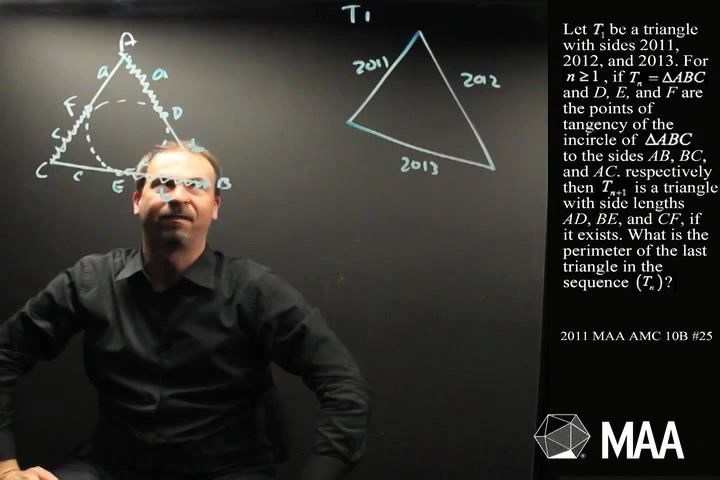 T1
A
a
a
2011
2012
F
D
c
b
C
c
E
b
B
2013
Let T₁ be a triangle
with sides 2011,
2012, and 2013. For
n ≥ 1, if Tₙ = ΔABC
and D, E, and F are
the points of
tangency of the
incircle of ΔABC
to the sides AB, BC,
and AC. respectively
then Tₙ₊₁ is a triangle
with side lengths
AD, BE, and CF, if
it exists. What is the
perimeter of the last
triangle in the
sequence (Tₙ)?
2011 MAA AMC 10B #25
MAA